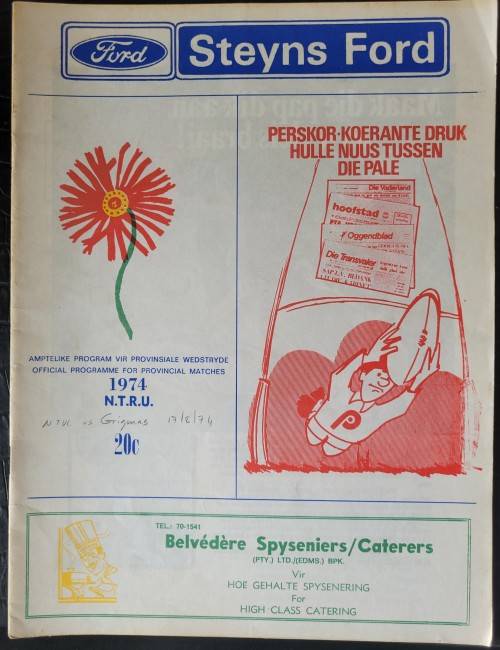 Ford
Steyns Ford
PERSKOR·KOERANTE DRUK
HULLE NUUS TUSSEN
DIE PALE
Die Vaderland
hoofstad
Oggendblad
Die Transvaler
AMPTELIKE PROGRAM VIR PROVINSIALE WEDSTRYDE
OFFICIAL PROGRAMME FOR PROVINCIAL MATCHES
1974
N.T.R.U.
NTvl vs Griquas 17/8/74
20c
P
TEL.: 70-1541
Belvédère Spyseniers/Caterers
(PTY.) LTD./(EDMS.) BPK.
Vir
HOE GEHALTE SPYSENERING
For
HIGH CLASS CATERING